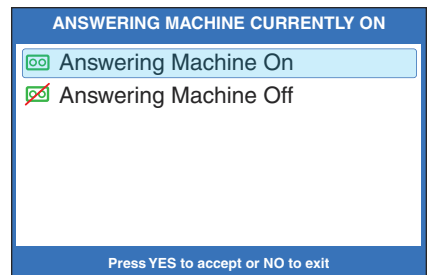 ANSWERING MACHINE CURRENTLY ON
Answering Machine On
Answering Machine Off
Press YES to accept or NO to exit